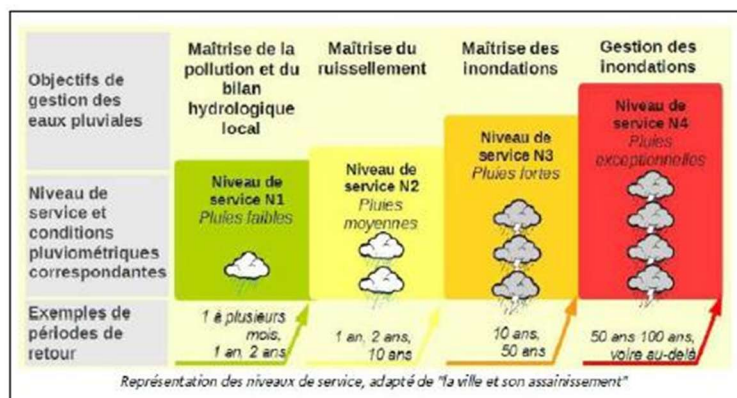 Objectifs de
gestion des
eaux pluviales
Maîtrise de la
pollution et du
bilan
hydrologique
local
Maîtrise du
ruissellement
Maîtrise des
inondations
Gestion des
inondations
Niveau de
service et
conditions
pluviométriques
correspondantes
Niveau de
service N1
Pluies faibles
Niveau de
service N2
Pluies
moyennes
Niveau de
service N3
Pluies fortes
Niveau de
service N4
Pluies
exceptionnelles
Exemples de
périodes de
retour
1 à plusieurs
mois,
1 an, 2 ans
1 an, 2 ans,
10 ans
10 ans,
50 ans
50 ans 100 ans,
voire au-delà
Représentation des niveaux de service, adapté de "la ville et son assainissement"